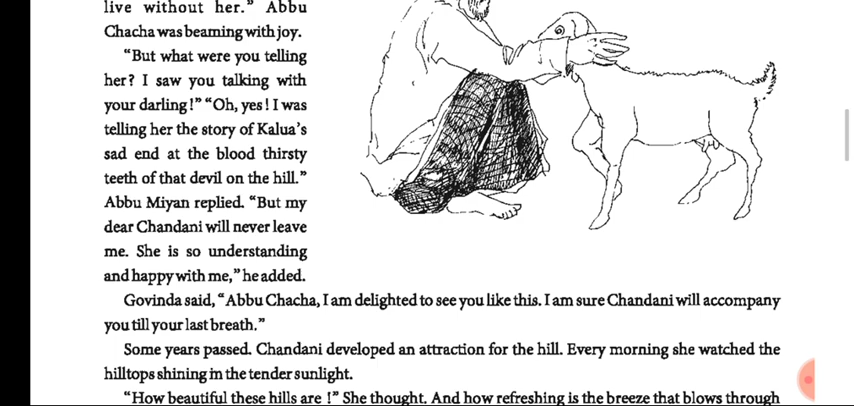 live without her.” Abbu
Chacha was beaming with joy.
“But what were you telling
her? I saw you talking with
your darling!” “Oh, yes! I was
telling her the story of Kalua’s
sad end at the blood thirsty
teeth of that devil on the hill.”
Abbu Miyan replied. “But my
dear Chandani will never leave
me. She is so understanding
and happy with me,” he added.
Govinda said, “Abbu Chacha, I am delighted to see you like this. I am sure Chandani will accompany
you till your last breath.”
Some years passed. Chandani developed an attraction for the hill. Every morning she watched the
hilltops shining in the tender sunlight.
“How beautiful these hills are !” She thought. And how refreshing is the breeze that blows through